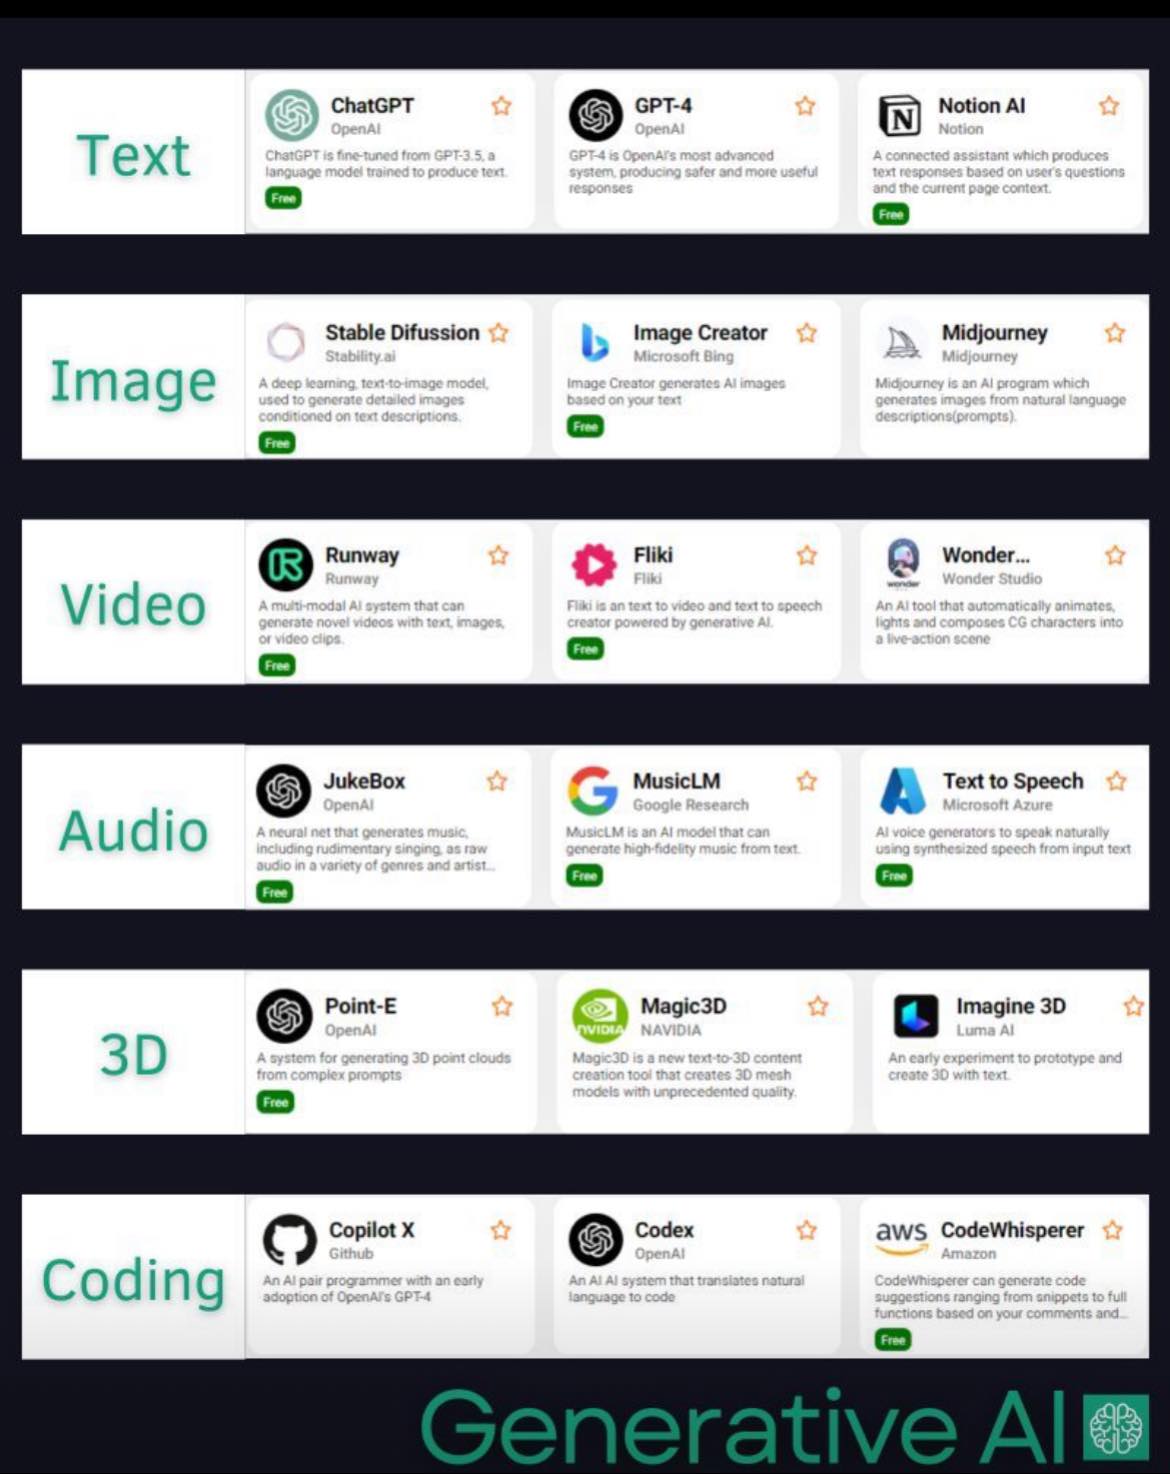 Text
ChatGPT
OpenAI
ChatGPT is fine-tuned from GPT-3.5, a
language model trained to produce text.
Free
GPT-4
OpenAI
GPT-4 is OpenAI's most advanced
system, producing safer and more useful
responses
N
Notion AI
Notion
A connected assistant which produces
text responses based on user's questions
and the current page context.
Free
Image
Stable Difussion
Stability.ai
A deep learning, text-to-image model,
used to generate detailed images
conditioned on text descriptions.
Free
Image Creator
Microsoft Bing
Image Creator generates AI images
based on your text
Free
Midjourney
Midjourney
Midjourney is an AI program which
generates images from natural language
descriptions(prompts).
Video
R
Runway
Runway
A multi-modal AI system that can
generate novel videos with text, images,
or video clips.
Free
Fliki
Fliki
Fliki is an text to video and text to speech
creator powered by generative AI.
Free
wonder
Wonder...
Wonder Studio
An AI tool that automatically animates,
lights and composes CG characters into
a live-action scene
Audio
JukeBox
OpenAI
A neural net that generates music,
including rudimentary singing, as raw
audio in a variety of genres and artist...
Free
G
MusicLM
Google Research
MusicLM is an AI model that can
generate high-fidelity music from text.
Free
Text to Speech
Microsoft Azure
AI voice generators to speak naturally
using synthesized speech from input text
Free
3D
Point-E
OpenAI
A system for generating 3D point clouds
from complex prompts
Free
NVIDIA
Magic3D
NAVIDIA
Magic3D is a new text-to-3D content
creation tool that creates 3D mesh
models with unprecedented quality.
Imagine 3D
Luma AI
An early experiment to prototype and
create 3D with text.
Coding
Copilot X
Github
An AI pair programmer with an early
adoption of OpenAI's GPT-4
Codex
OpenAI
An AI AI system that translates natural
language to code
aws
CodeWhisperer
Amazon
CodeWhisperer can generate code
suggestions ranging from snippets to full
functions based on your comments and...
Free
Generative AI